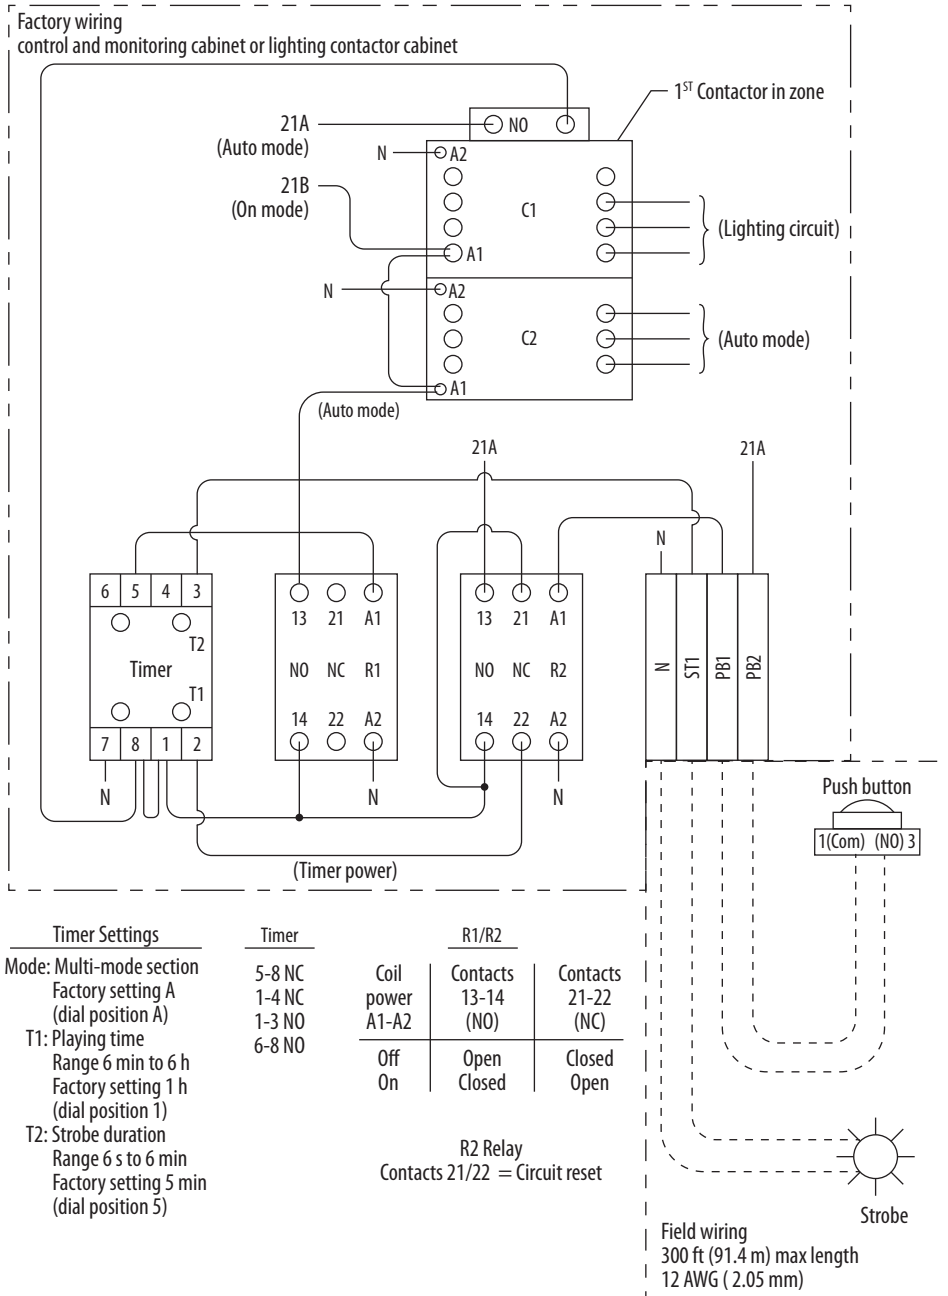 Factory wiring
control and monitoring cabinet or lighting contactor cabinet
1ST Contactor in zone
21A
(Auto mode)
NO
N
A2
21B
(On mode)
C1
(Lighting circuit)
A1
N
A2
C2
(Auto mode)
A1
(Auto mode)
21A
21A
N
6 5 4 3
T2
Timer
T1
7 8 1 2
N
13 21 A1
NO NC R1
14 22 A2
N
13 21 A1
NO NC R2
14 22 A2
N
N
ST1
PB1
PB2
(Timer power)
Push button
1(Com) (NO) 3
Timer Settings
Mode: Multi-mode section
Factory setting A
(dial position A)
T1: Playing time
Range 6 min to 6 h
Factory setting 1 h
(dial position 1)
T2: Strobe duration
Range 6 s to 6 min
Factory setting 5 min
(dial position 5)
Timer
5-8 NC
1-4 NC
1-3 NO
6-8 NO
R1/R2
Coil Contacts Contacts
power 13-14 21-22
A1-A2 (NO) (NC)
Off Open Closed
On Closed Open
R2 Relay
Contacts 21/22 = Circuit reset
Strobe
Field wiring
300 ft (91.4 m) max length
12 AWG ( 2.05 mm)